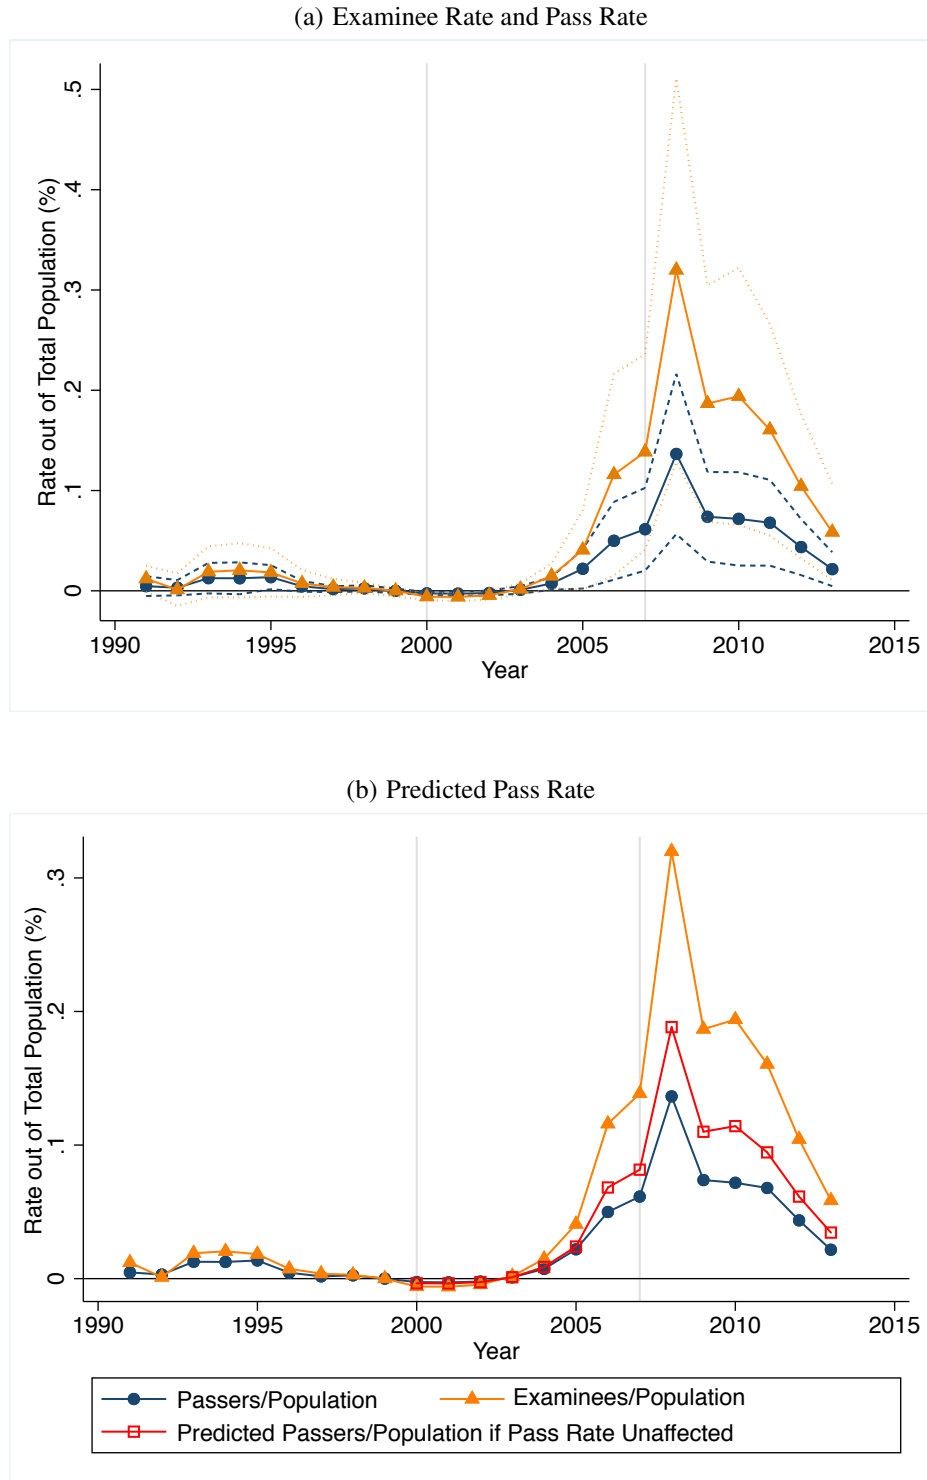 (a) Examinee Rate and Pass Rate
Rate out of Total Population (%)
.5
.4
.3
.2
.1
0
1990 1995 2000 2005 2010 2015
Year
(b) Predicted Pass Rate
Rate out of Total Population (%)
.3
.2
.1
0
1990 1995 2000 2005 2010 2015
Year
Passers/Population Examinees/Population
Predicted Passers/Population if Pass Rate Unaffected